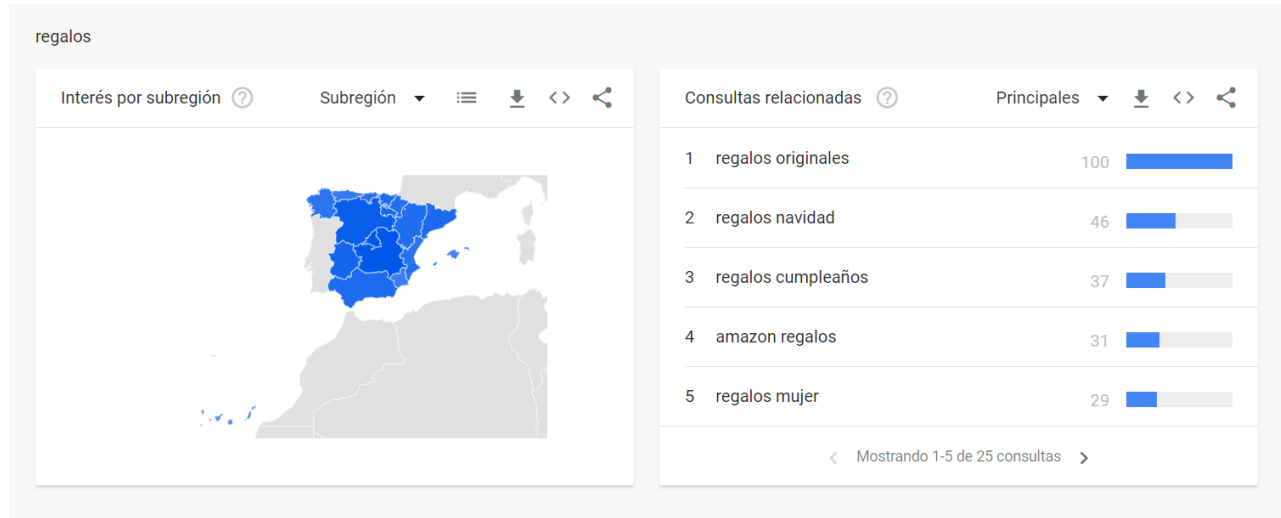 regalos
Interés por subregión
Subregión
Consultas relacionadas
Principales
1 regalos originales 100
2 regalos navidad 46
3 regalos cumpleaños 37
4 amazon regalos 31
5 regalos mujer 29
Mostrando 1-5 de 25 consultas